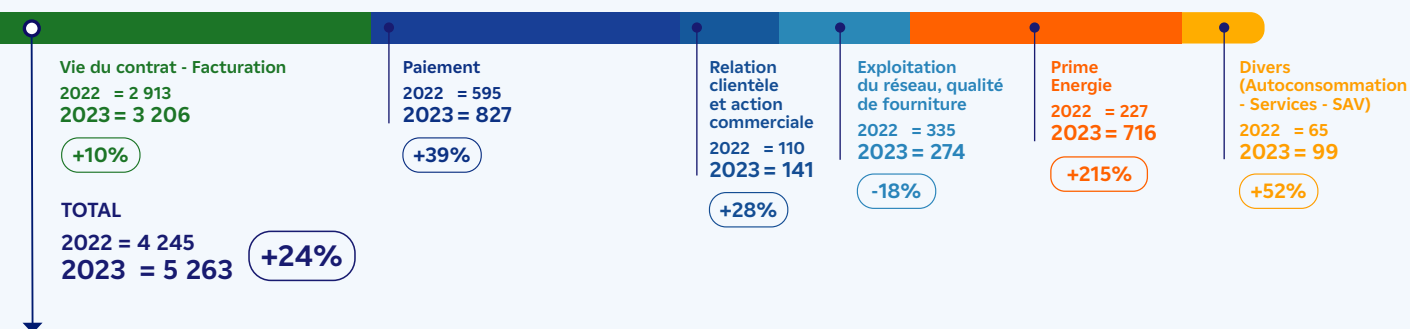 Vie du contrat - Facturation
2022 = 2 913
2023 = 3 206
+10%
TOTAL
2022 = 4 245
2023 = 5 263
+24%
Paiement
2022 = 595
2023 = 827
+39%
Relation
clientèle
et action
commerciale
2022 = 110
2023 = 141
+28%
Exploitation
du réseau, qualité
de fourniture
2022 = 335
2023 = 274
-18%
Prime
Energie
2022 = 227
2023 = 716
+215%
Divers
(Autoconsommation
- Services - SAV)
2022 = 65
2023 = 99
+52%